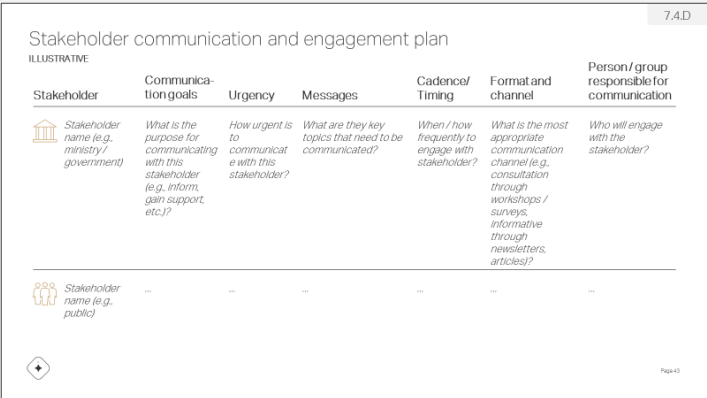 7.4.D
Stakeholder communication and engagement plan
ILLUSTRATIVE
Stakeholder
Communica-
tion goals
Urgency
Messages
Cadence/
Timing
Format and
channel
Person / group
responsible for
communication
Stakeholder
name (e.g.,
ministry /
government)
What is the
purpose for
communicating
with this
stakeholder
(e.g., inform,
gain support,
etc.)?
How urgent is
to
communicat
e with this
stakeholder?
What are they key
topics that need to be
communicated?
When / how
frequently to
engage with
stakeholder?
What is the most
appropriate
communication
channel (e.g.,
consultation
through
workshops /
surveys,
informative
through
newsletters,
articles)?
Who will engage
with the
stakeholder?
Stakeholder
name (e.g.,
public)
...
...
...
...
...
...
Page 43